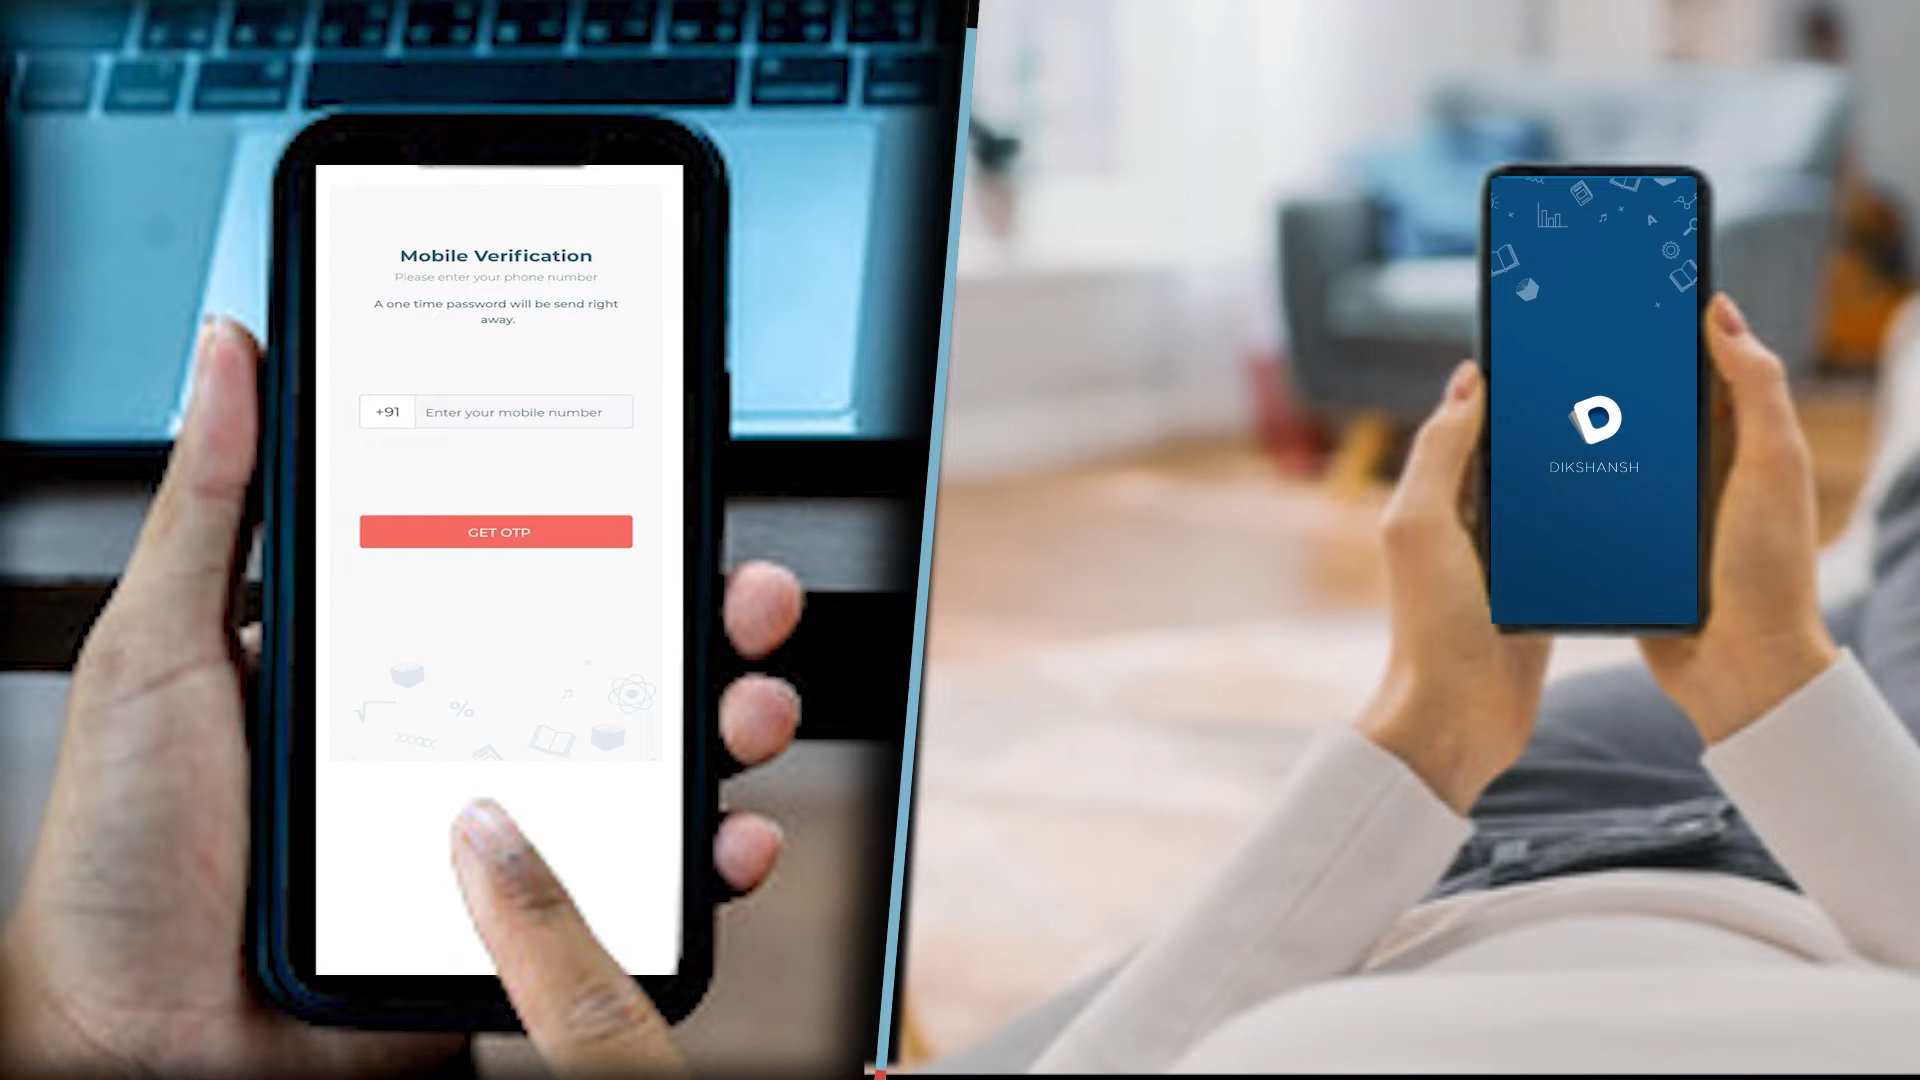 Mobile Verification
Please enter your phone number
A one time password will be send right
away.
+91 Enter your mobile number
GET OTP
DIKSHANSH